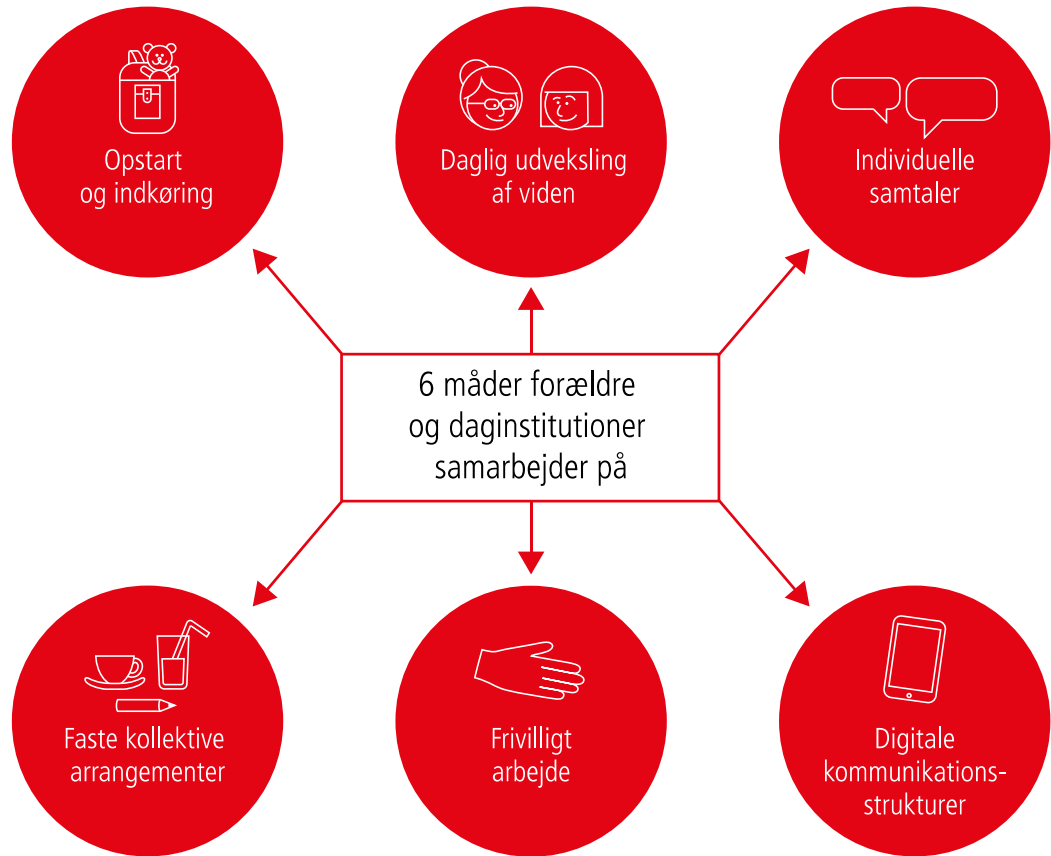 Opstart
og indkøring
Daglig udveksling
af viden
Individuelle
samtaler
6 måder forældre
og daginstitutioner
samarbejder på
Faste kollektive
arrangementer
Frivilligt
arbejde
Digitale
kommunikations-
strukturer